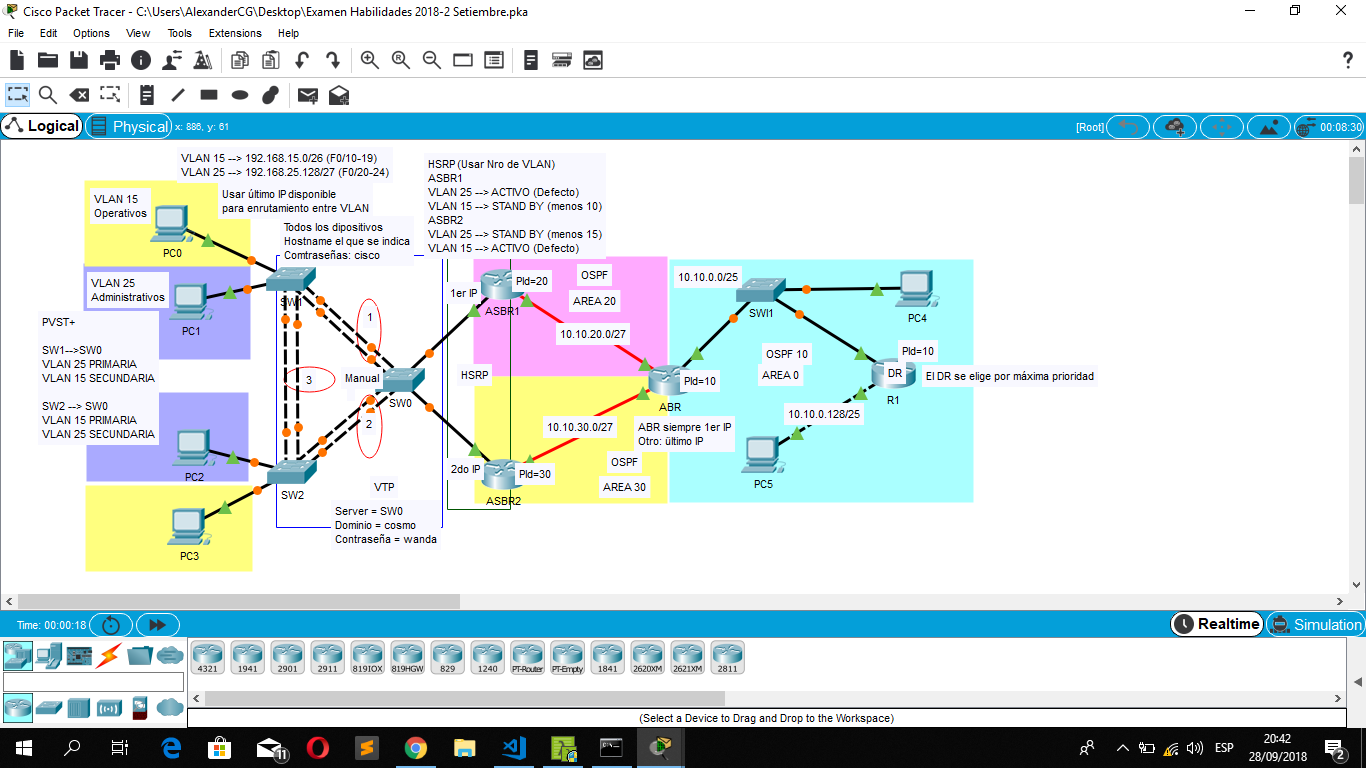 Cisco Packet Tracer - C:\Users\AlexanderCG\Desktop\Examen Habilidades 2018-2 Setiembre.pka
File Edit Options View Tools Extensions Help
Logical
Physical
x: 886, y: 61
[Root]
00:08:30
VLAN 15 --> 192.168.15.0/26 (F0/10-19)
VLAN 25 --> 192.168.25.128/27 (F0/20-24)
Usar último IP disponible
para enrutamiento entre VLAN
Todos los dipositivos
Hostname el que se indica
Comtraseñas: cisco
HSRP (Usar Nro de VLAN)
ASBR1
VLAN 25 --> ACTIVO (Defecto)
VLAN 15 --> STAND BY (menos 10)
ASBR2
VLAN 25 --> STAND BY (menos 15)
VLAN 15 --> ACTIVO (Defecto)
VLAN 15
Operativos
PC0
VLAN 25
Administrativos
PC1
PVST+
SW1-->SW0
VLAN 25 PRIMARIA
VLAN 15 SECUNDARIA
SW2 --> SW0
VLAN 15 PRIMARIA
VLAN 25 SECUNDARIA
PC2
PC3
SW1
1
3
2
Manual
SW0
SW2
VTP
Server = SW0
Dominio = cosmo
Contraseña = wanda
1er IP
ASBR1
PId=20
OSPF
AREA 20
10.10.20.0/27
HSRP
10.10.30.0/27
2do IP
ASBR2
PId=30
OSPF
AREA 30
ABR
PId=10
ABR siempre 1er IP
Otro: último IP
10.10.0.0/25
SWI1
PC4
OSPF 10
AREA 0
PId=10
DR
R1
El DR se elige por máxima prioridad
10.10.0.128/25
PC5
Time: 00:00:18
Realtime
Simulation
4321
1941
2901
2911
819IOX
819HGW
829
1240
PT-Router
PT-Empty
1841
2620XM
2621XM
2811
(Select a Device to Drag and Drop to the Workspace)
11
ESP
20:42
28/09/2018
2